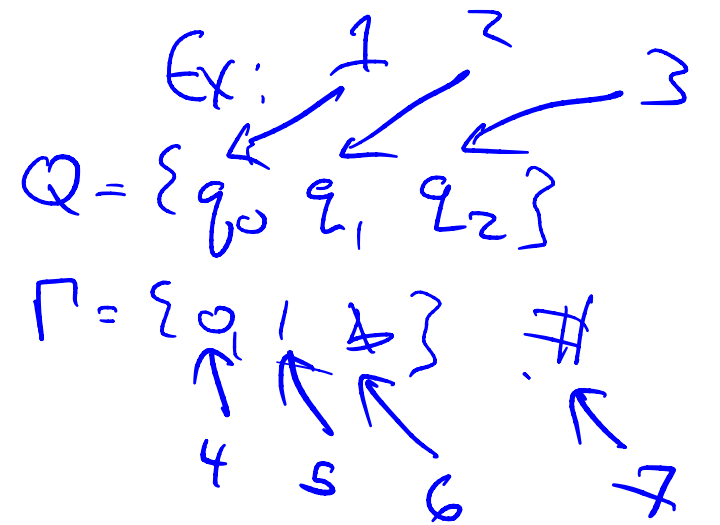 Ex: 1 2 3
Q = { q₀ q₁ q₂ }
Γ = { 0, 1 Δ } #
4 5 6 7